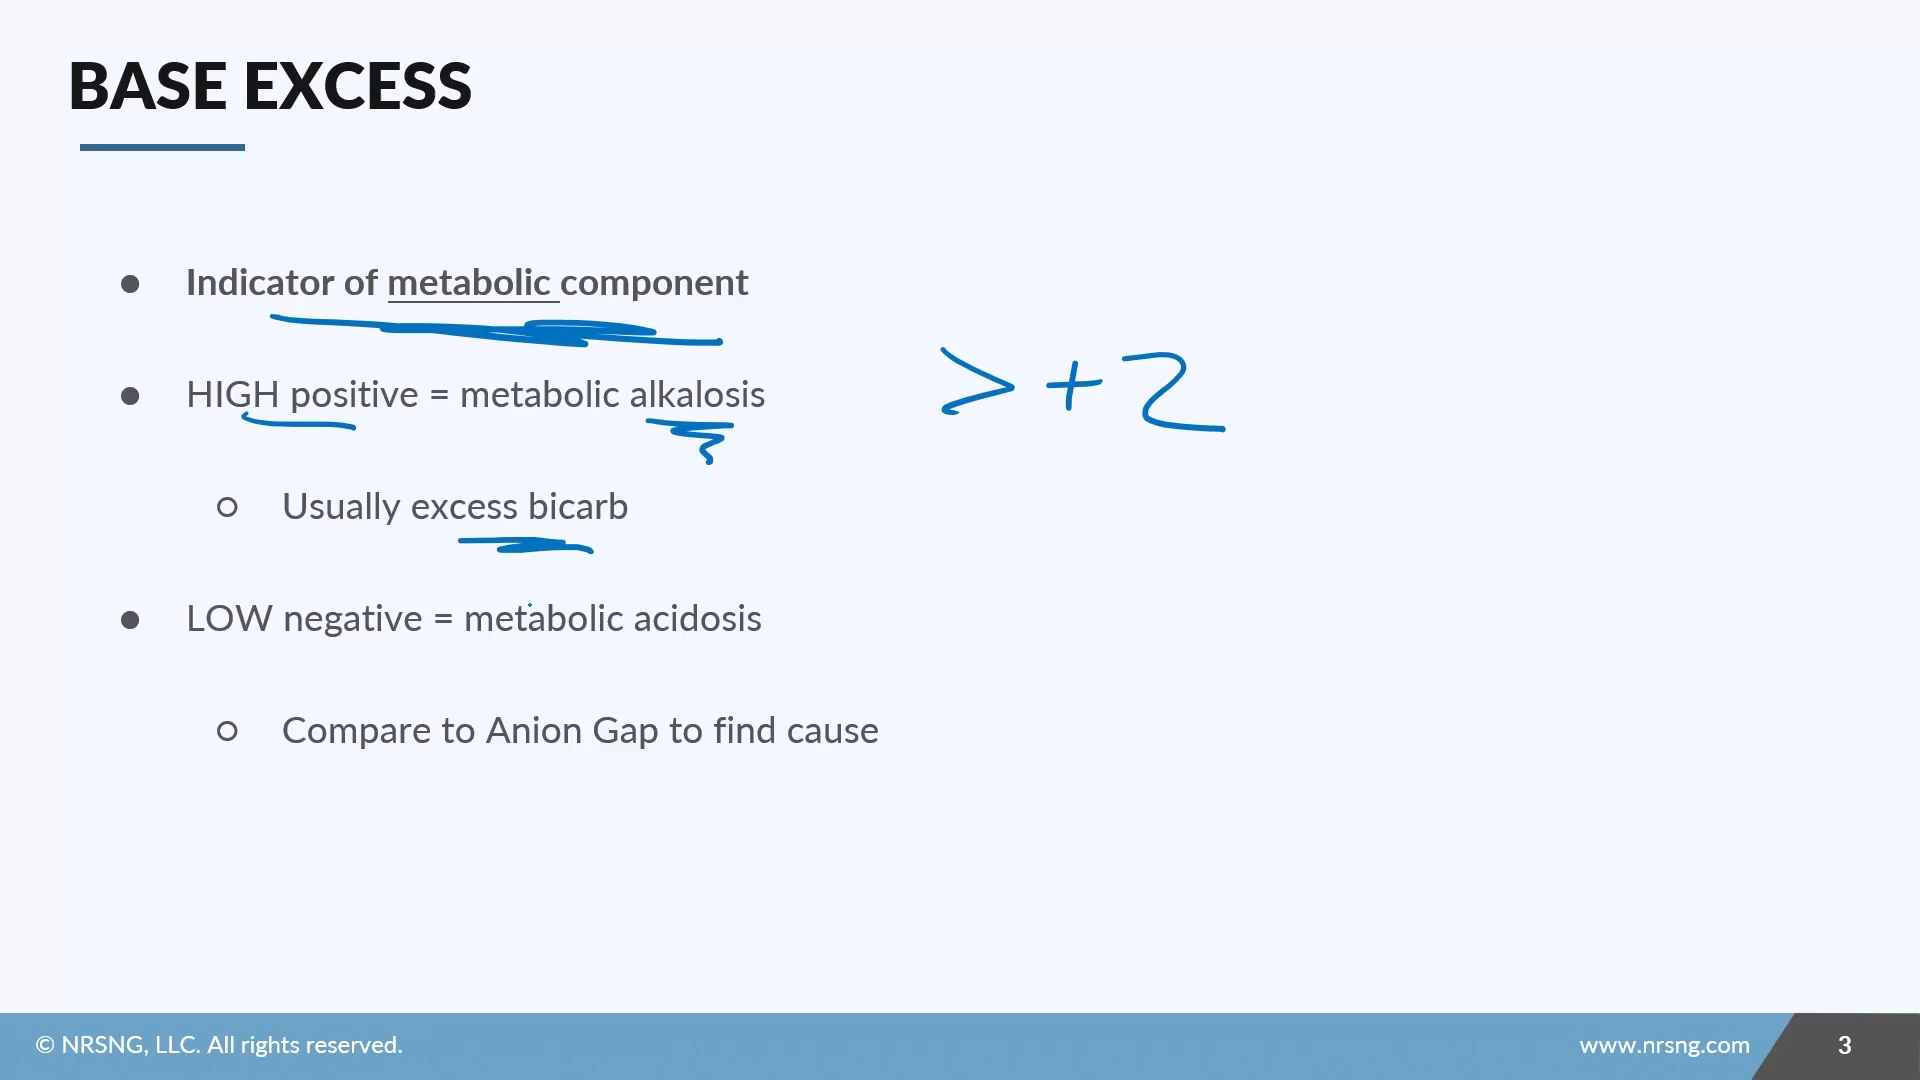 BASE EXCESS
● Indicator of metabolic component
● HIGH positive = metabolic alkalosis
> + 2
○ Usually excess bicarb
● LOW negative = metabolic acidosis
○ Compare to Anion Gap to find cause
© NRSNG, LLC. All rights reserved.
www.nrsng.com
3